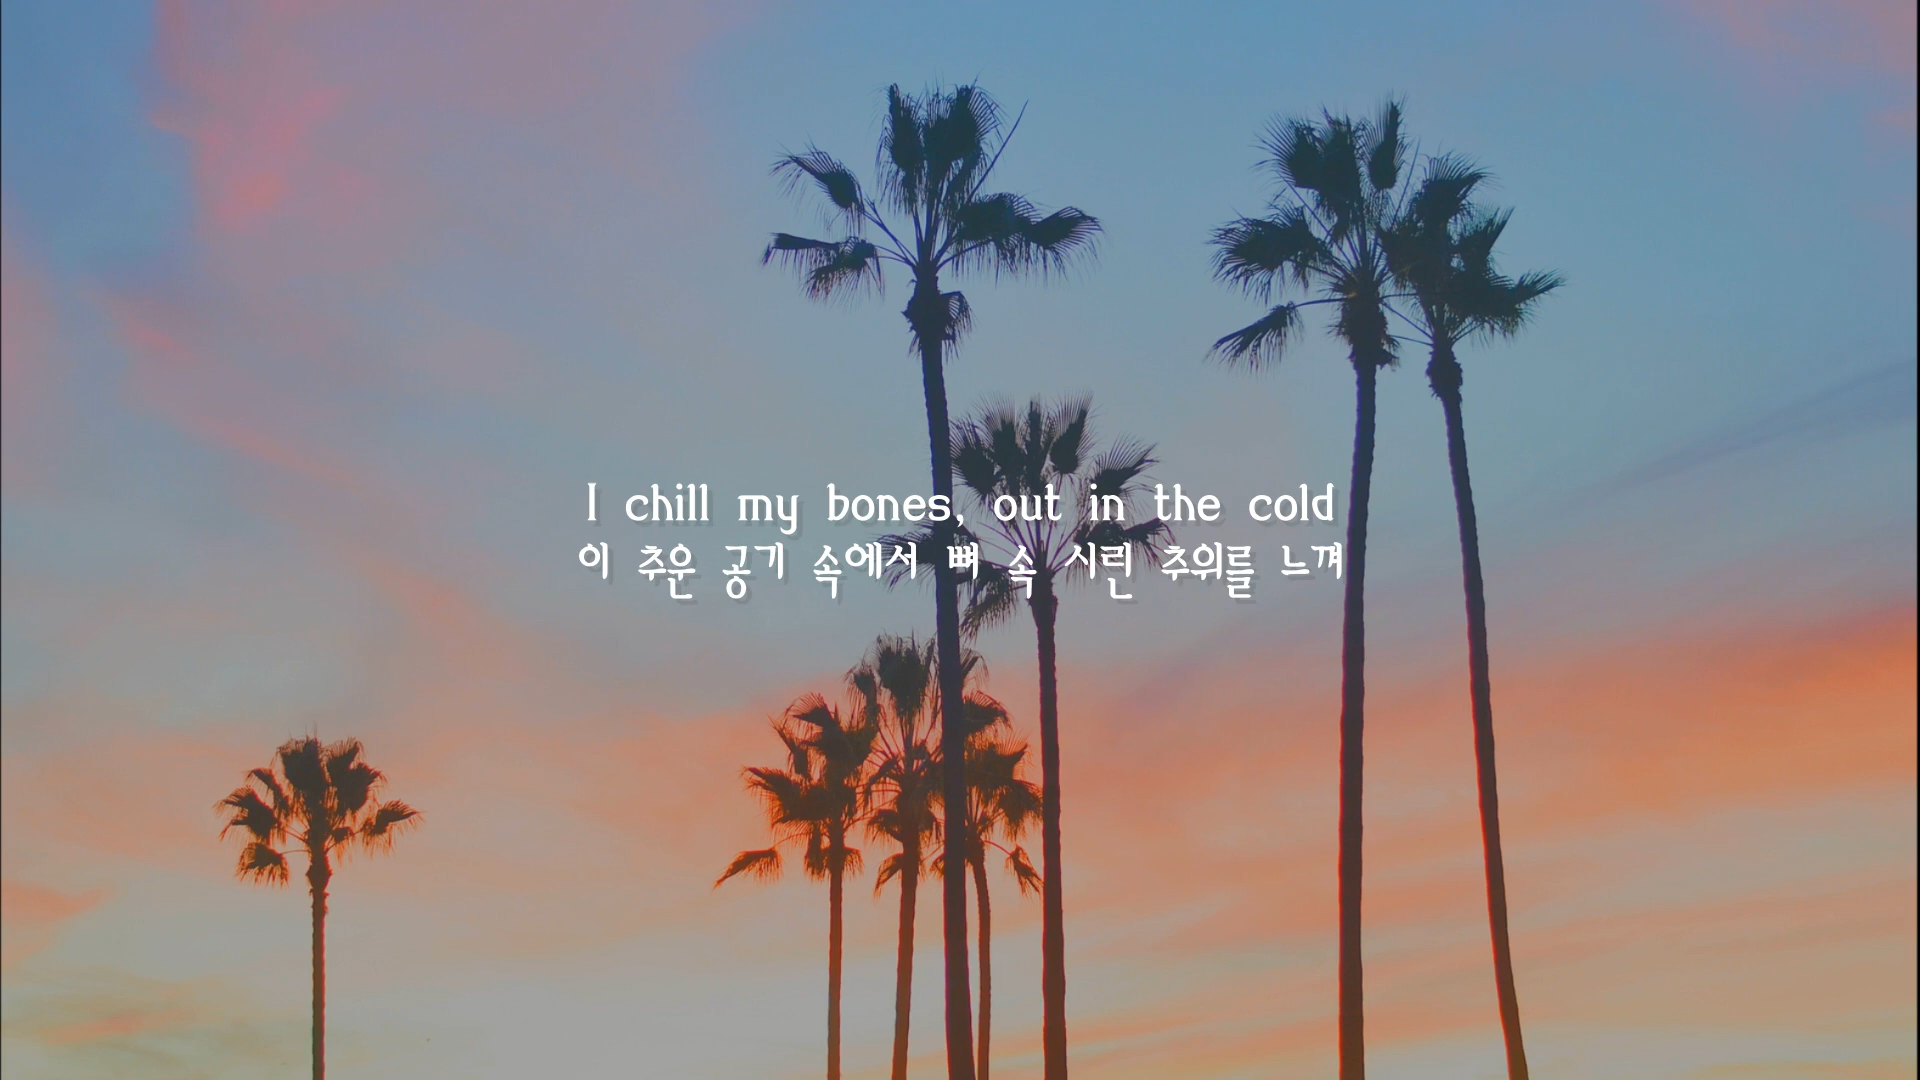 I chill my bones, out in the cold
이 추운 공기 속에서 뼈 속 시린 추위를 느껴